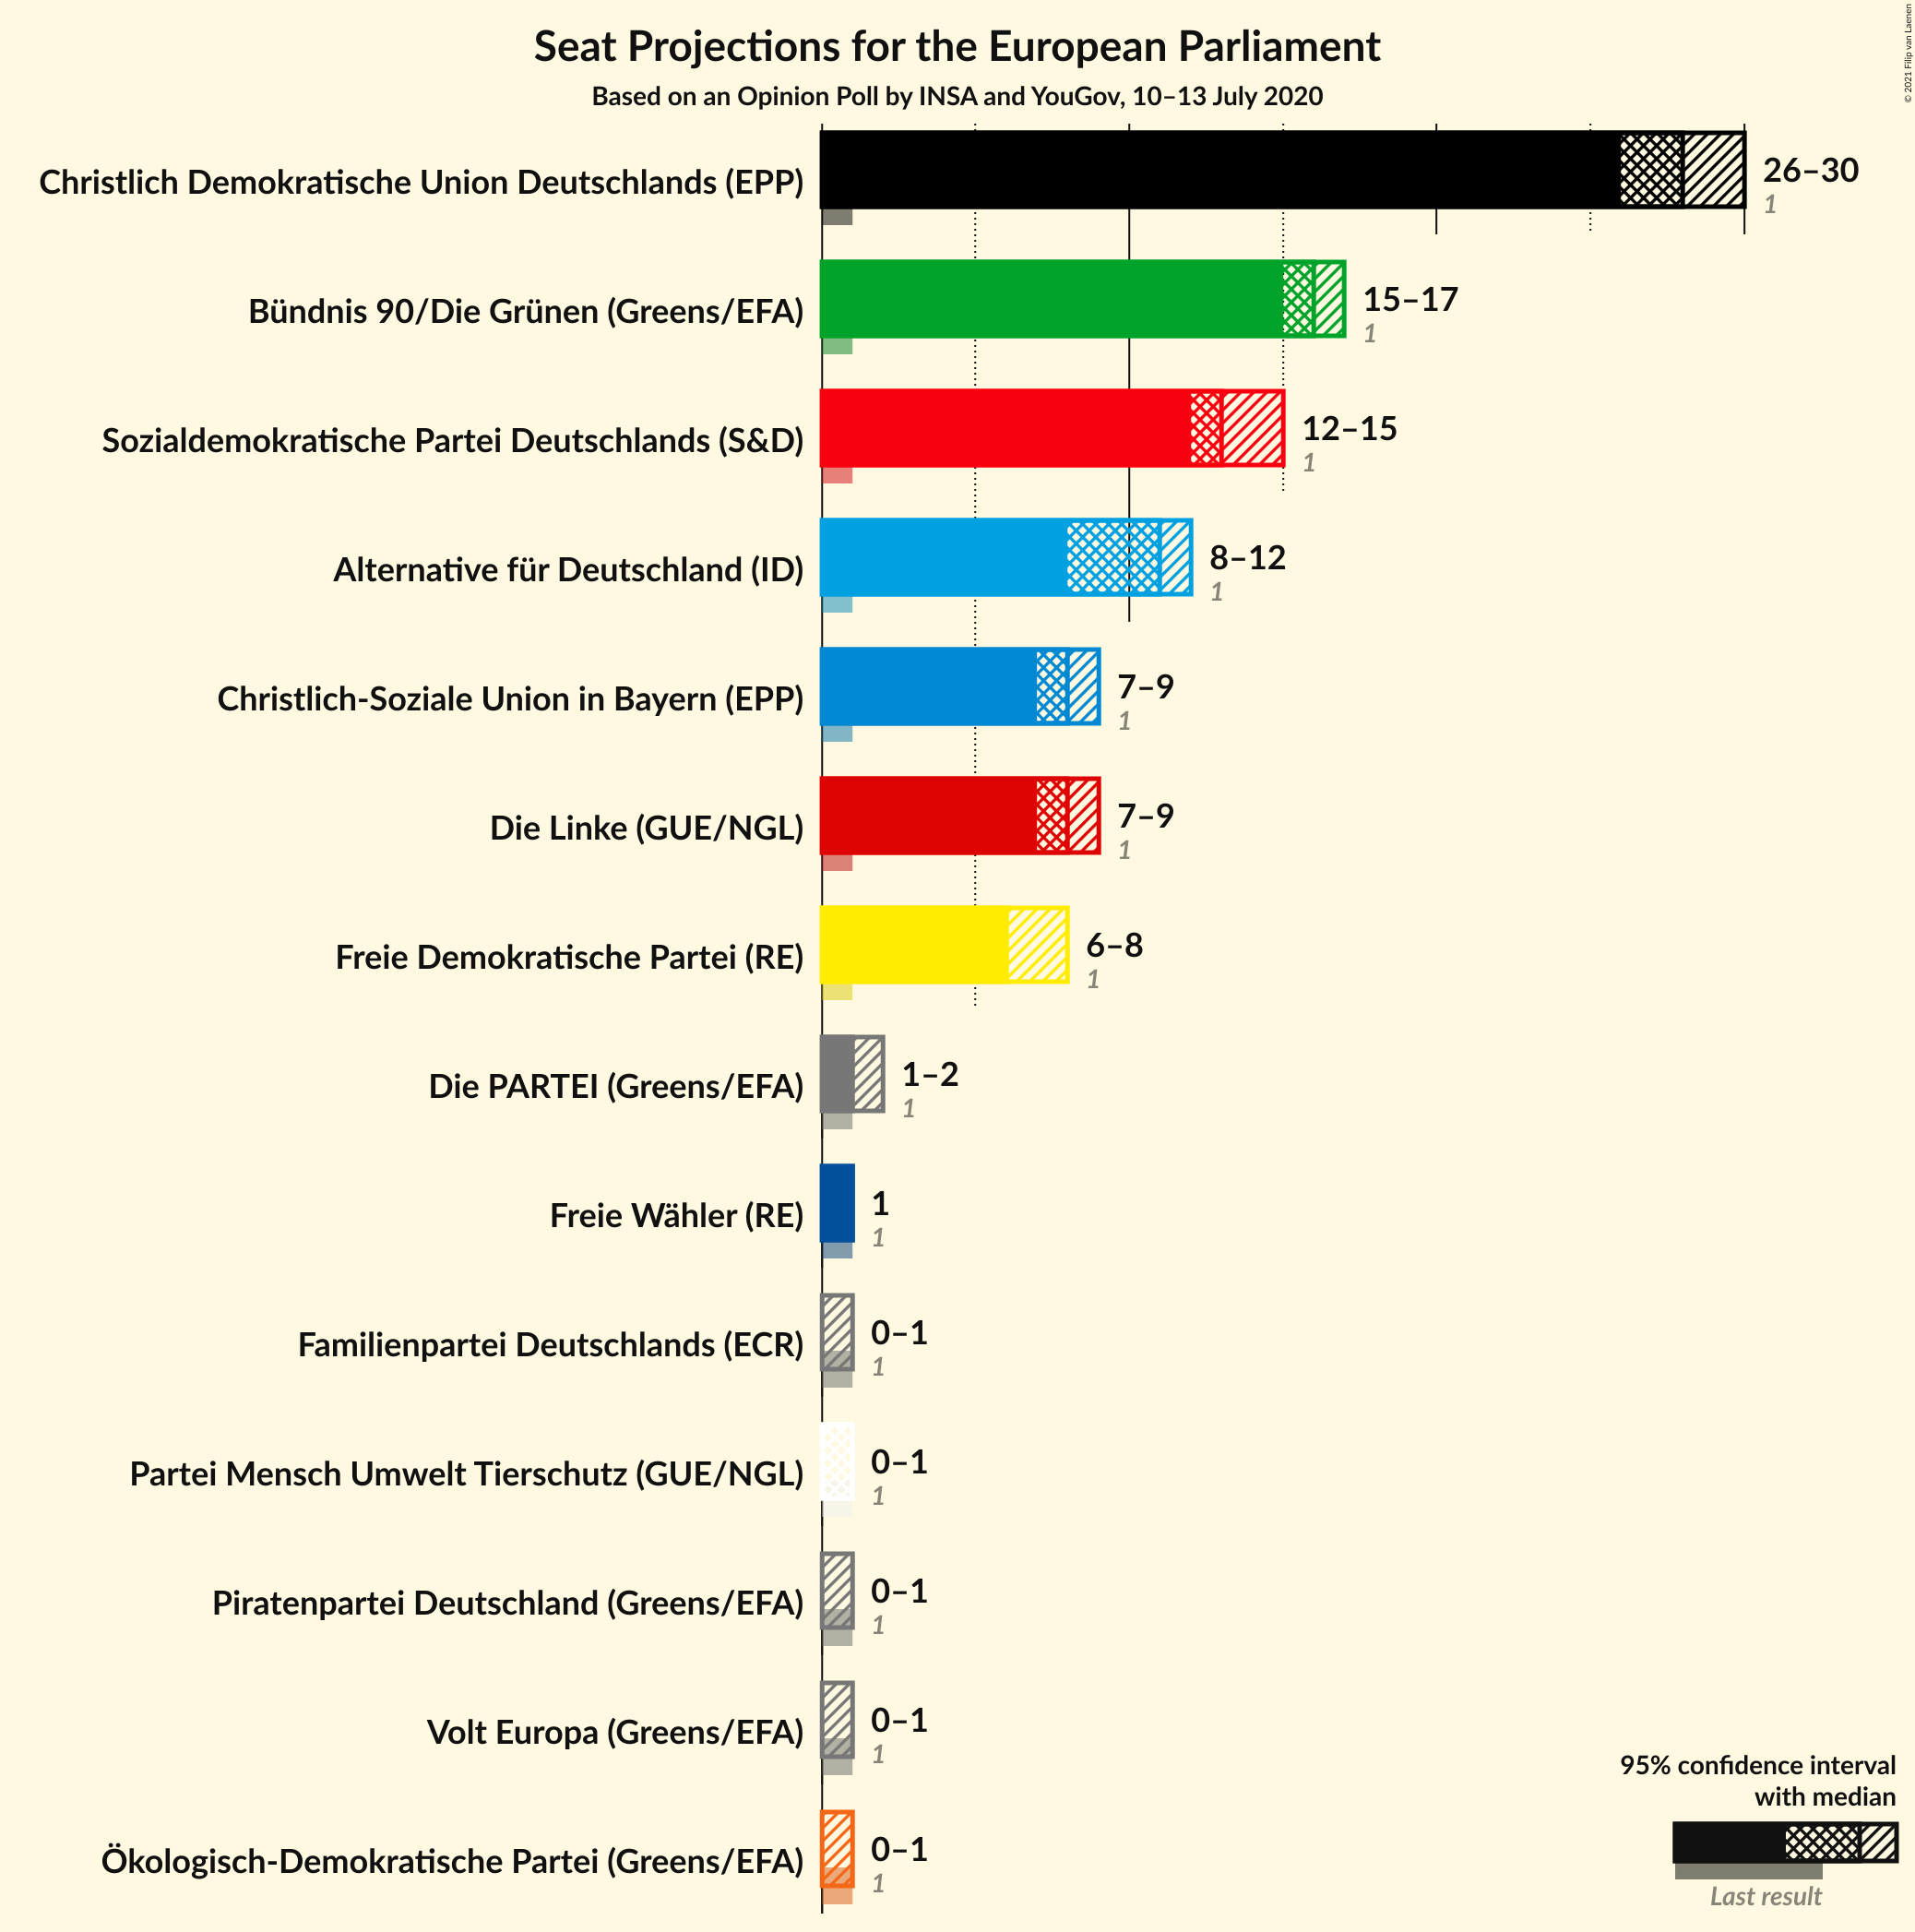 Seat Projections for the European Parliament
Based on an Opinion Poll by INSA and YouGov, 10–13 July 2020
© 2021 Filip van Laenen
Christlich Demokratische Union Deutschlands (EPP)
26–30
1
Bündnis 90/Die Grünen (Greens/EFA)
15–17
1
Sozialdemokratische Partei Deutschlands (S&D)
12–15
1
Alternative für Deutschland (ID)
8–12
1
Christlich-Soziale Union in Bayern (EPP)
7–9
1
Die Linke (GUE/NGL)
7–9
1
Freie Demokratische Partei (RE)
6–8
1
Die PARTEI (Greens/EFA)
1–2
1
Freie Wähler (RE)
1
1
Familienpartei Deutschlands (ECR)
0–1
1
Partei Mensch Umwelt Tierschutz (GUE/NGL)
0–1
1
Piratenpartei Deutschland (Greens/EFA)
0–1
1
Volt Europa (Greens/EFA)
0–1
1
Ökologisch-Demokratische Partei (Greens/EFA)
0–1
1
95% confidence interval
with median
Last result